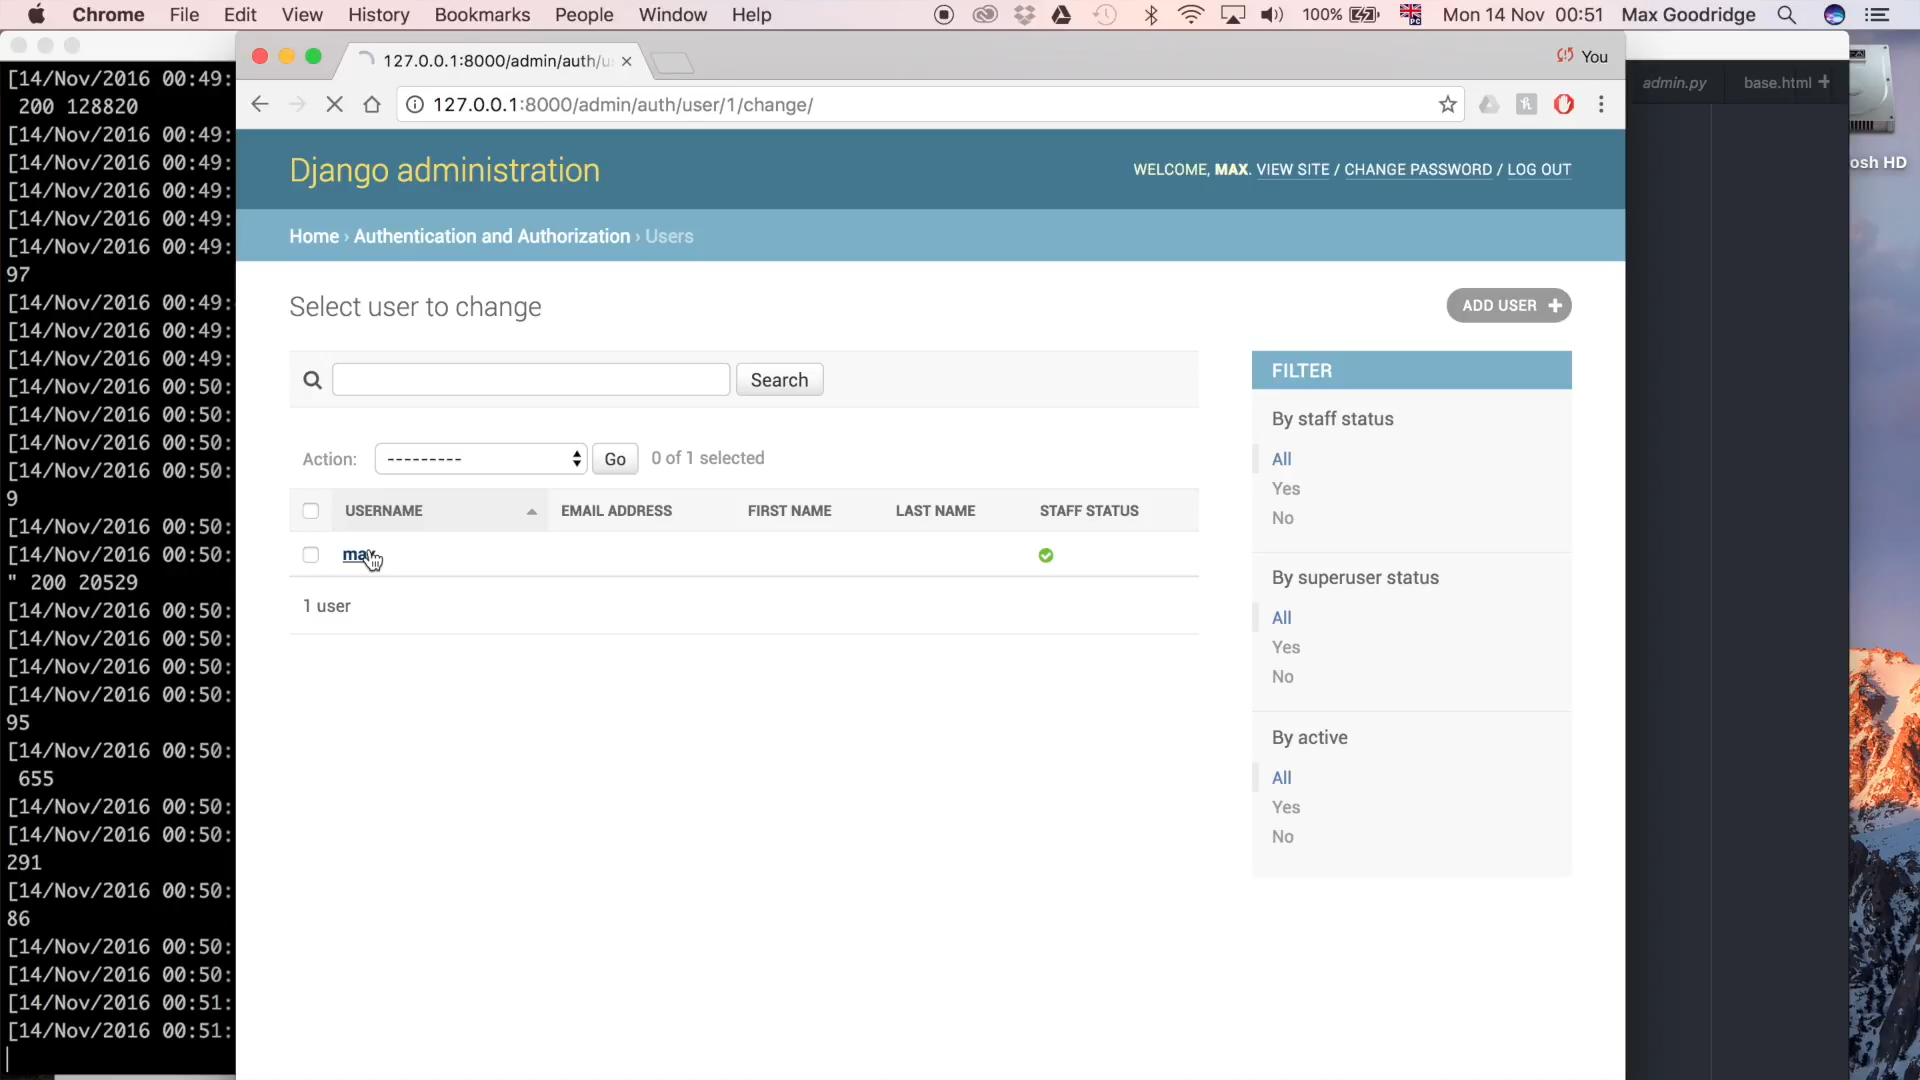 Chrome File Edit View History Bookmarks People Window Help 100% Mon 14 Nov 00:51 Max Goodridge
127.0.0.1:8000/admin/auth/u
You
127.0.0.1:8000/admin/auth/user/1/change/
admin.py base.html +
osh HD
Django administration
WELCOME, MAX. VIEW SITE / CHANGE PASSWORD / LOG OUT
Home › Authentication and Authorization › Users
Select user to change
ADD USER +
Search
Action: --------- Go 0 of 1 selected
USERNAME EMAIL ADDRESS FIRST NAME LAST NAME STAFF STATUS
1 user
FILTER
By staff status
All
Yes
No
By superuser status
All
Yes
No
By active
All
Yes
No
[14/Nov/2016 00:49:
200 128820
[14/Nov/2016 00:49:
[14/Nov/2016 00:49:
[14/Nov/2016 00:49:
[14/Nov/2016 00:49:
[14/Nov/2016 00:49:
97
[14/Nov/2016 00:49:
[14/Nov/2016 00:49:
[14/Nov/2016 00:49:
[14/Nov/2016 00:50:
[14/Nov/2016 00:50:
[14/Nov/2016 00:50:
[14/Nov/2016 00:50:
9
[14/Nov/2016 00:50:
[14/Nov/2016 00:50:
" 200 20529
[14/Nov/2016 00:50:
[14/Nov/2016 00:50:
[14/Nov/2016 00:50:
[14/Nov/2016 00:50:
95
[14/Nov/2016 00:50:
655
[14/Nov/2016 00:50:
[14/Nov/2016 00:50:
291
[14/Nov/2016 00:50:
86
[14/Nov/2016 00:50:
[14/Nov/2016 00:50:
[14/Nov/2016 00:51:
[14/Nov/2016 00:51: